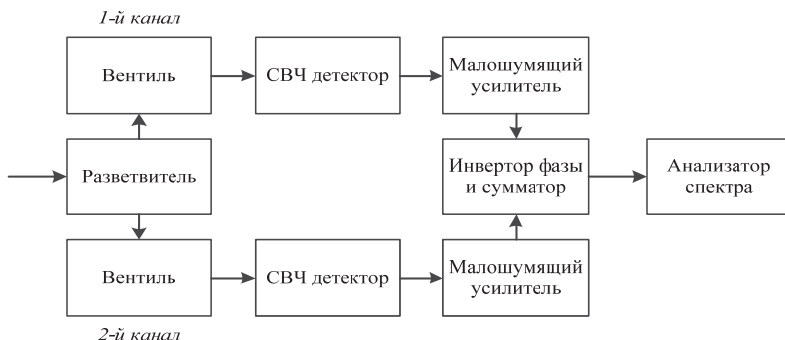 1-й канал
Вентиль
СВЧ детектор
Малошумящий
усилитель
Разветвитель
Инвертор фазы
и сумматор
Анализатор
спектра
Вентиль
СВЧ детектор
Малошумящий
усилитель
2-й канал